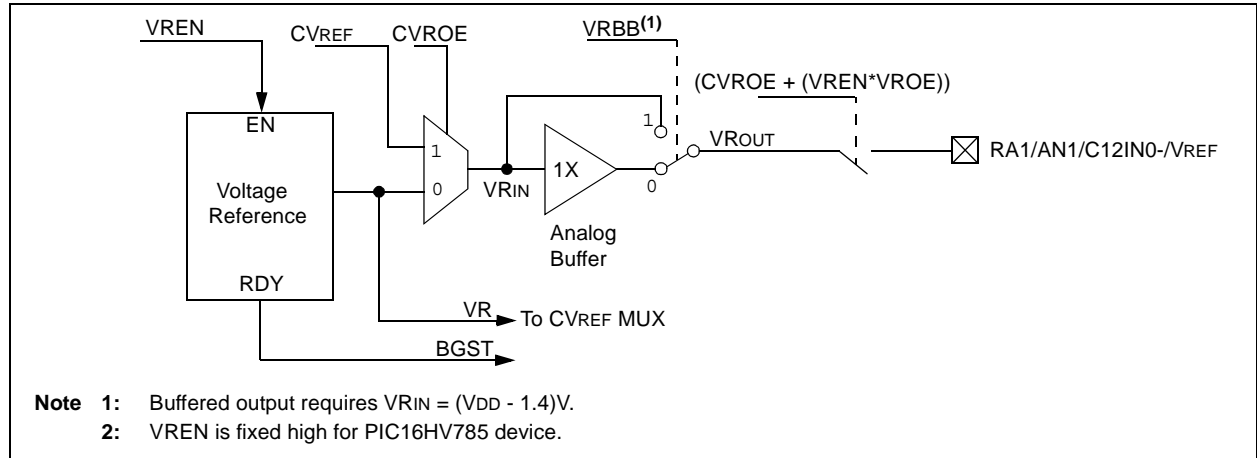 VREN
CVREF
CVROE
VRBB(1)
(CVROE + (VREN*VROE))
EN
1
0
Voltage
Reference
RDY
VRIN
1X
Analog
Buffer
1
0
VROUT
RA1/AN1/C12IN0-/VREF
VR
To CVREF MUX
BGST
Note 1: Buffered output requires VRIN = (VDD - 1.4)V.
2: VREN is fixed high for PIC16HV785 device.